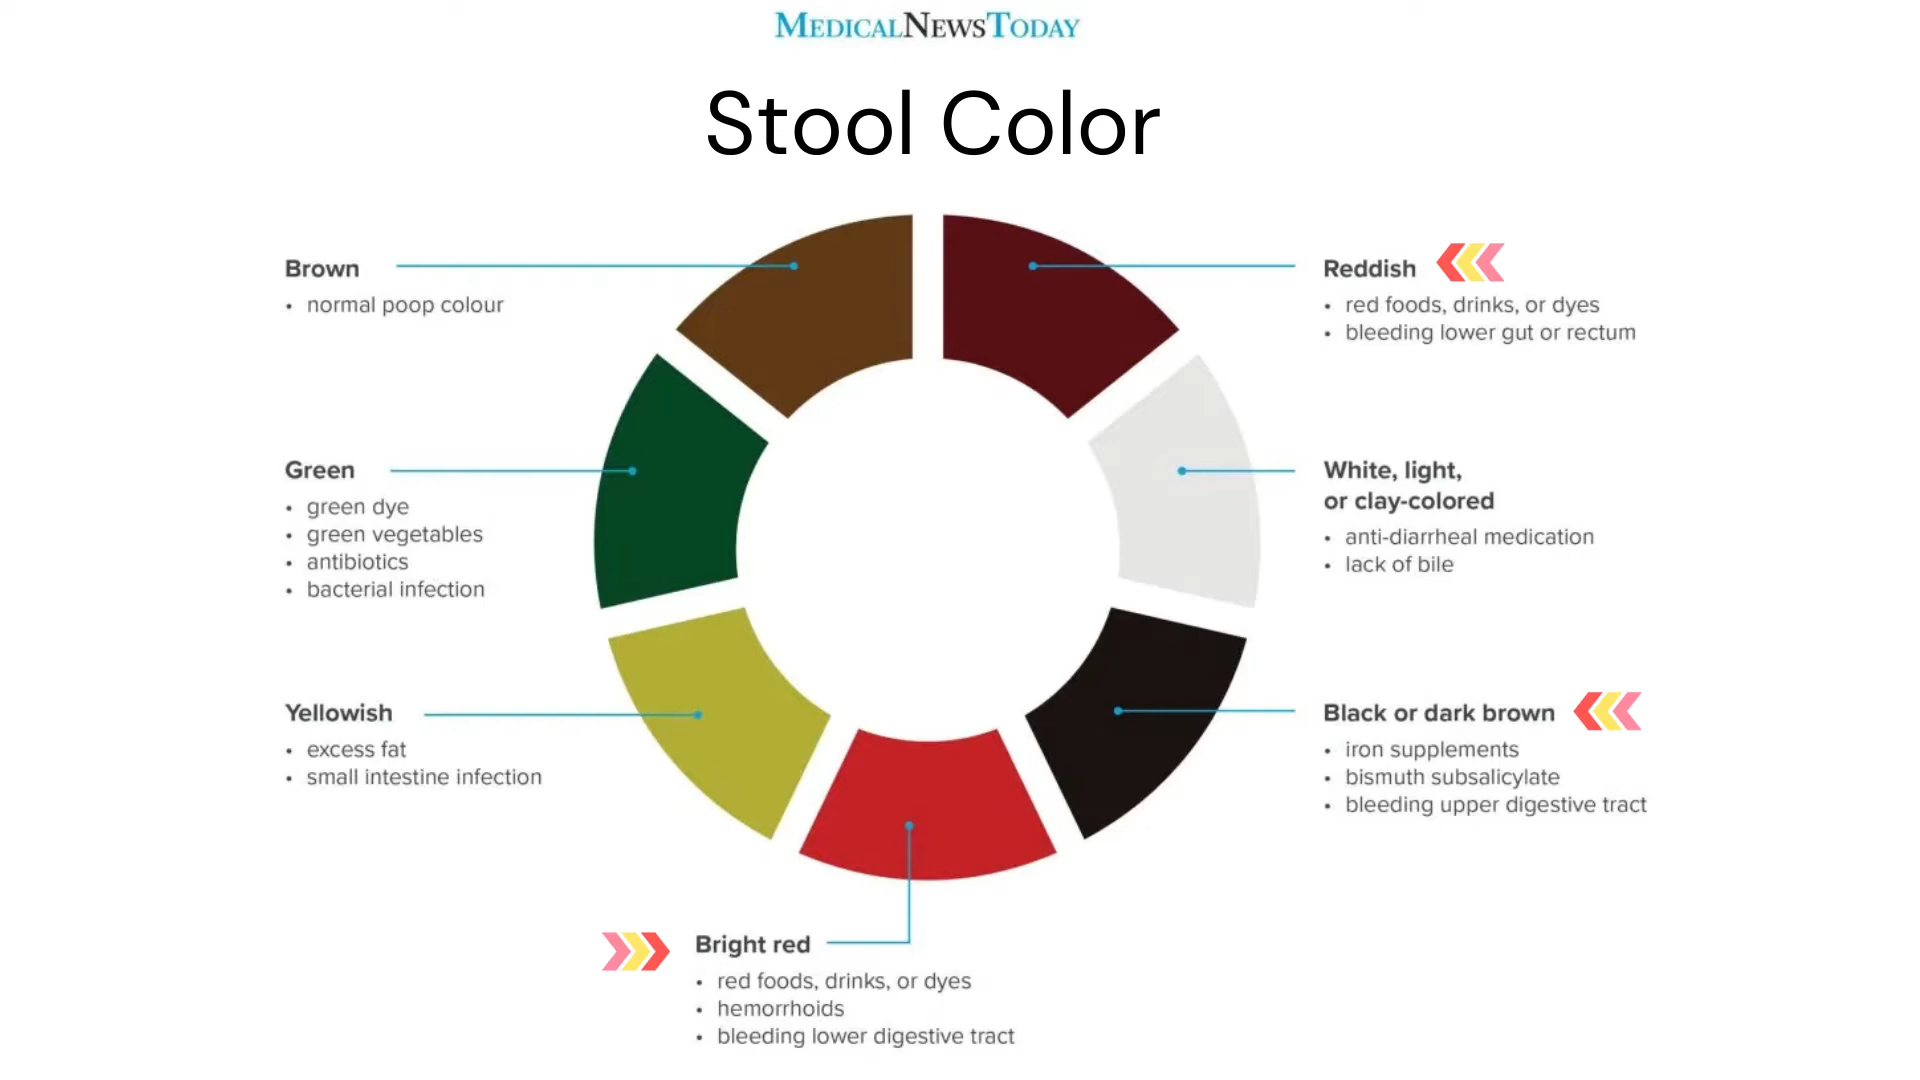 MEDICALNEWSTODAY
Stool Color
Brown
• normal poop colour
Green
• green dye
• green vegetables
• antibiotics
• bacterial infection
Yellowish
• excess fat
• small intestine infection
Bright red
• red foods, drinks, or dyes
• hemorrhoids
• bleeding lower digestive tract
Reddish
• red foods, drinks, or dyes
• bleeding lower gut or rectum
White, light,
or clay-colored
• anti-diarrheal medication
• lack of bile
Black or dark brown
• iron supplements
• bismuth subsalicylate
• bleeding upper digestive tract